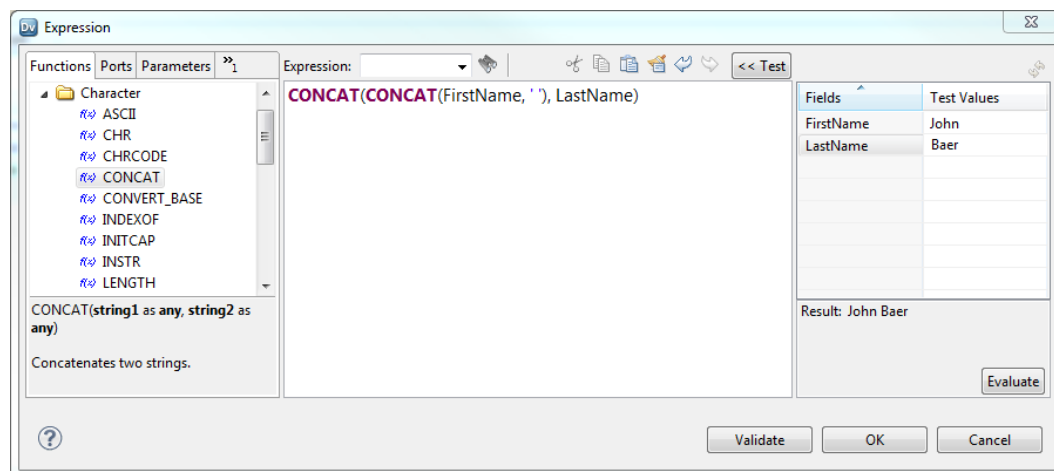 Dv Expression
Functions Ports Parameters »1
Character
f(x) ASCII
f(x) CHR
f(x) CHRCODE
f(x) CONCAT
f(x) CONVERT_BASE
f(x) INDEXOF
f(x) INITCAP
f(x) INSTR
f(x) LENGTH
CONCAT(string1 as any, string2 as
any)
Concatenates two strings.
Expression:
<< Test
CONCAT(CONCAT(FirstName, ' '), LastName)
Fields Test Values
FirstName John
LastName Baer
Result: John Baer
Evaluate
? Validate OK Cancel